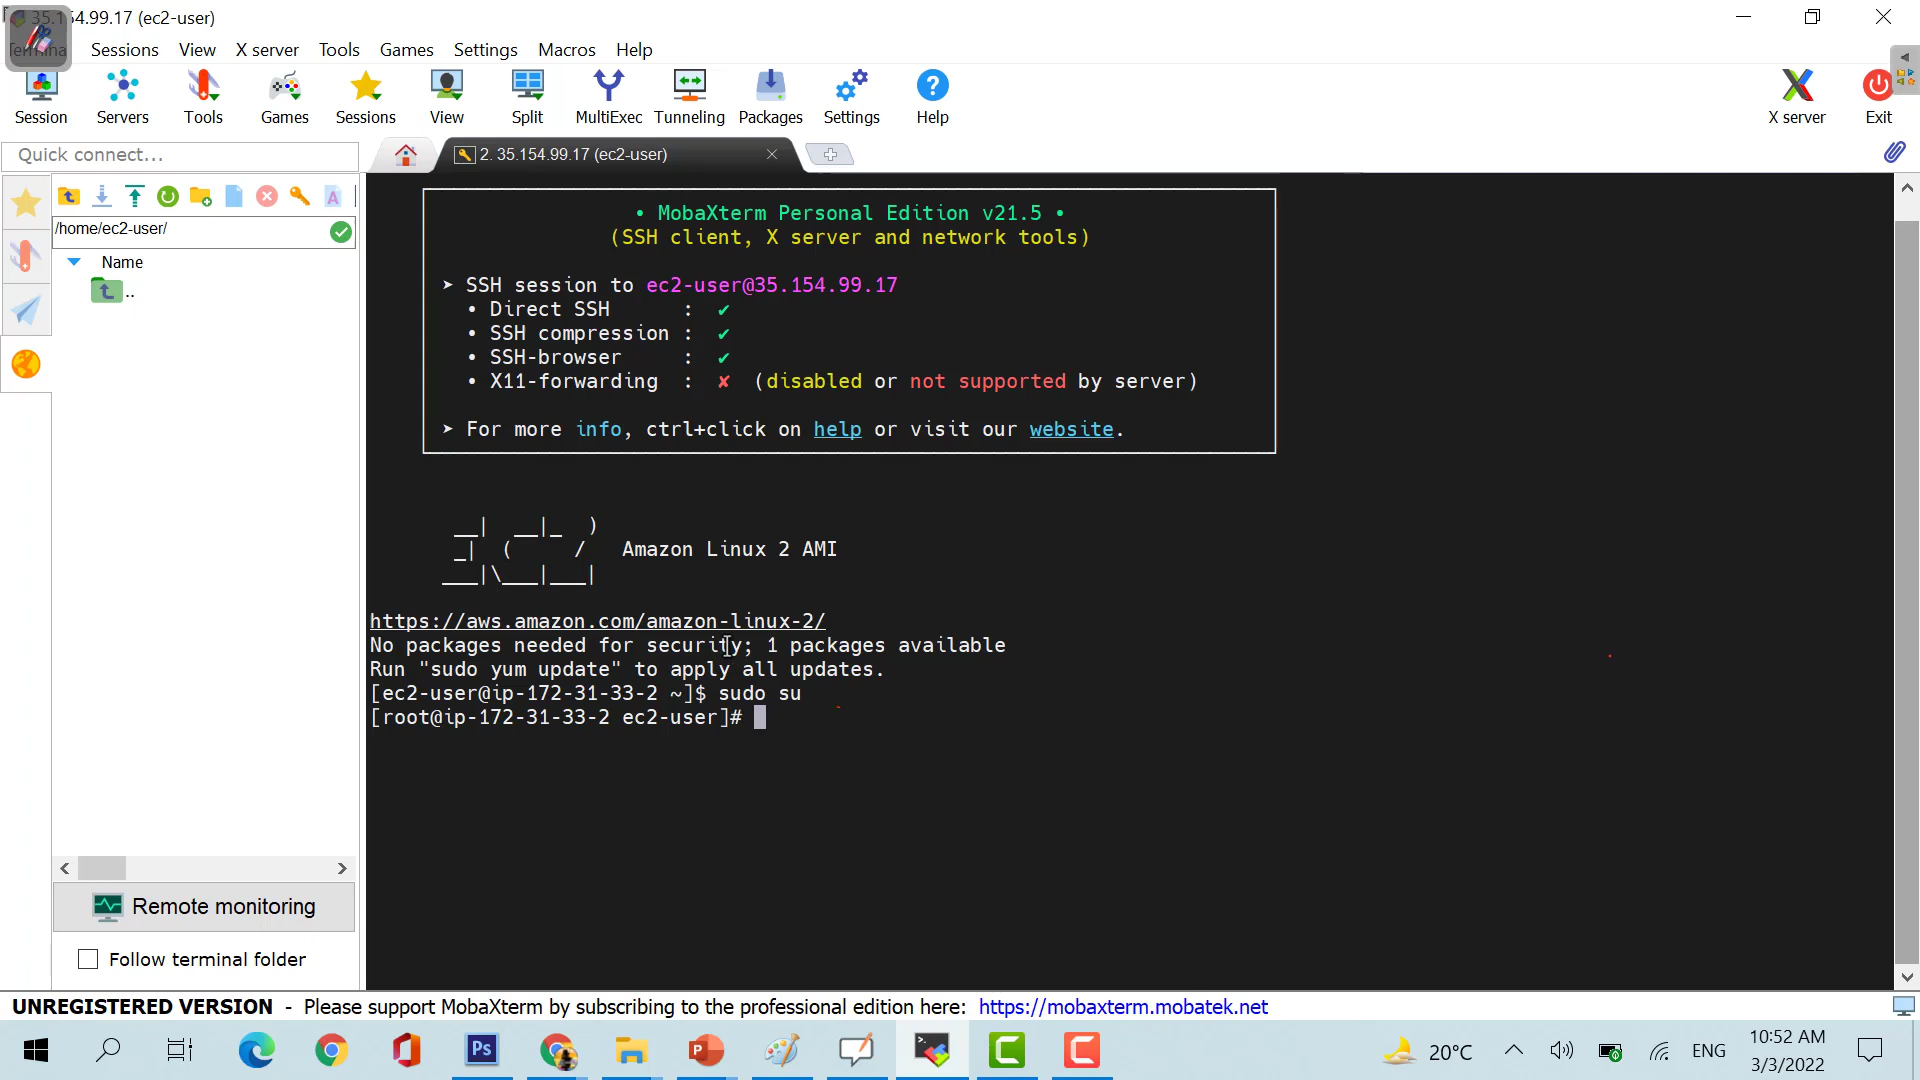 35.154.99.17 (ec2-user)
Terminal Sessions View X server Tools Games Settings Macros Help
Session Servers Tools Games Sessions View Split MultiExec Tunneling Packages Settings Help X server Exit
Quick connect...
2. 35.154.99.17 (ec2-user)
/home/ec2-user/
Name
..
• MobaXterm Personal Edition v21.5 •
(SSH client, X server and network tools)
➤ SSH session to ec2-user@35.154.99.17
• Direct SSH : ✔
• SSH compression : ✔
• SSH-browser : ✔
• X11-forwarding : ✘ (disabled or not supported by server)
➤ For more info, ctrl+click on help or visit our website.
__| __|_ )
_| ( / Amazon Linux 2 AMI
___|\___|___|
https://aws.amazon.com/amazon-linux-2/
No packages needed for security; 1 packages available
Run "sudo yum update" to apply all updates.
[ec2-user@ip-172-31-33-2 ~]$ sudo su
[root@ip-172-31-33-2 ec2-user]#
Remote monitoring
Follow terminal folder
UNREGISTERED VERSION - Please support MobaXterm by subscribing to the professional edition here: https://mobaxterm.mobatek.net
Ps
20°C
ENG
10:52 AM
3/3/2022